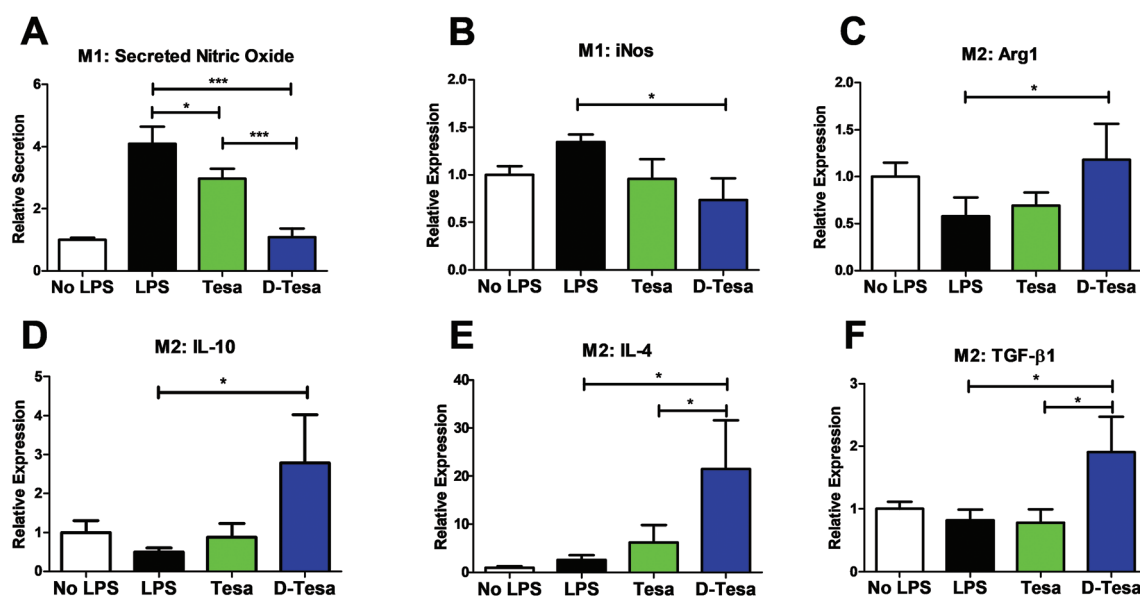 A
M1: Secreted Nitric Oxide
Relative Secretion
6
4
2
0
***
*
***
No LPS LPS Tesa D-Tesa
B
M1: iNos
Relative Expression
2.0
1.5
1.0
0.5
0.0
*
No LPS LPS Tesa D-Tesa
C
M2: Arg1
Relative Expression
2.0
1.5
1.0
0.5
0.0
*
No LPS LPS Tesa D-Tesa
D
M2: IL-10
Relative Expression
5
4
3
2
1
0
*
No LPS LPS Tesa D-Tesa
E
M2: IL-4
Relative Expression
40
30
20
10
0
*
*
No LPS LPS Tesa D-Tesa
F
M2: TGF-β1
Relative Expression
3
2
1
0
*
*
No LPS LPS Tesa D-Tesa